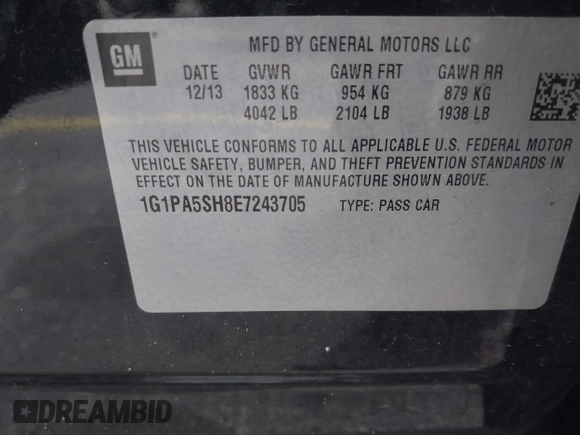 GM
MFD BY GENERAL MOTORS LLC
DATE GVWR GAWR FRT GAWR RR
12/13 1833 KG 954 KG 879 KG
4042 LB 2104 LB 1938 LB
THIS VEHICLE CONFORMS TO ALL APPLICABLE U.S. FEDERAL MOTOR
VEHICLE SAFETY, BUMPER, AND THEFT PREVENTION STANDARDS IN
EFFECT ON THE DATE OF MANUFACTURE SHOWN ABOVE.
1G1PA5SH8E7243705 TYPE: PASS CAR
DREAMBID